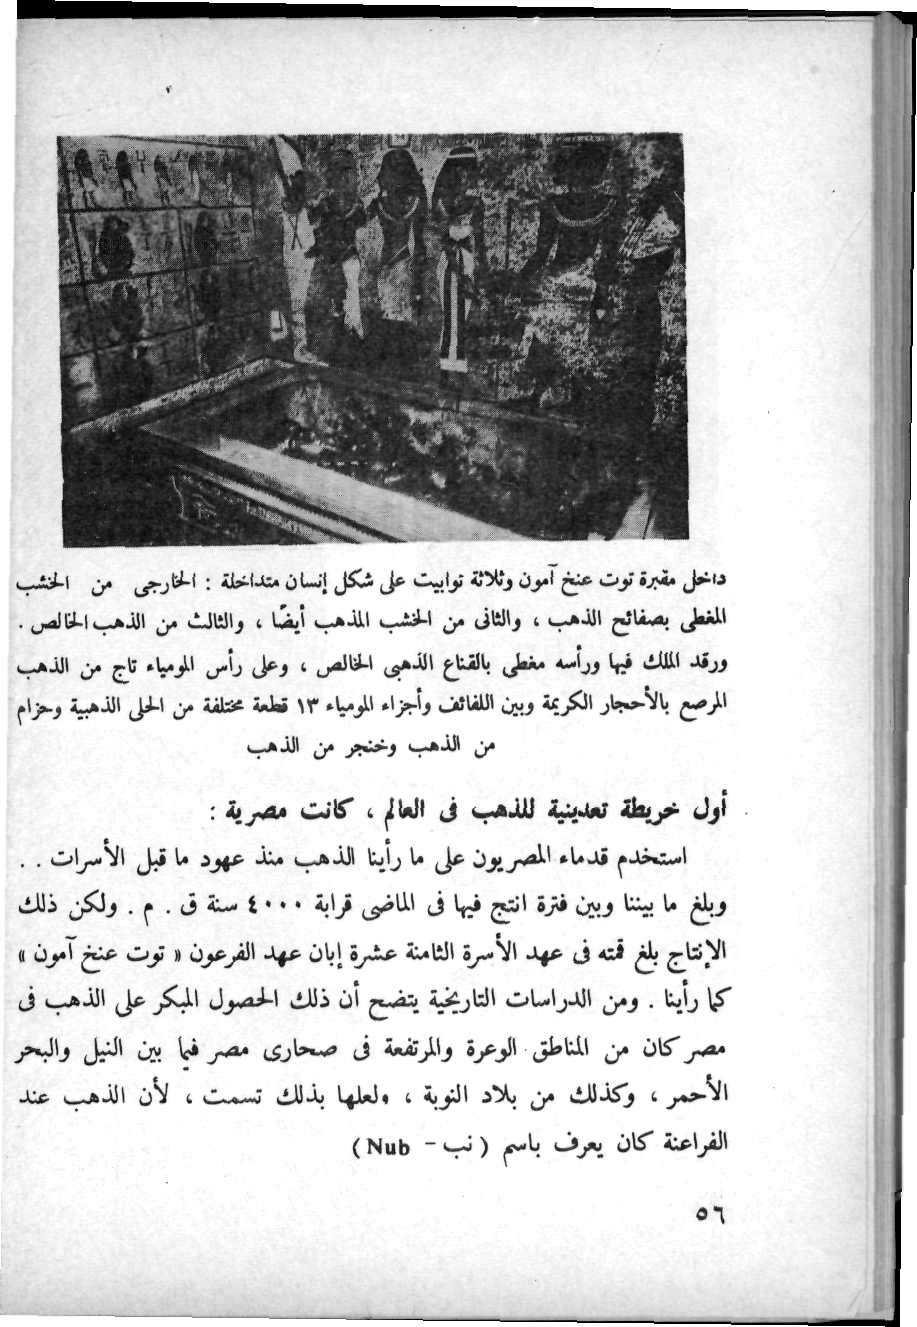 داخل مقبرة توت عنخ آمون وثلاثة توابيت على شكل إنسان متداخلة : الخارجى من الخشب
المغطى بصفائح الذهب ، والثانى من الخشب المذهب أيضًا ، والثالث من الذهب الخالص .
ورقد الملك فيها ورأسه مغطى بالقناع الذهبى الخالص ، وعلى رأس المومياء تاج من الذهب
المرصع بالأحجار الكريمة وبين اللفائف وأجزاء المومياء ١٣ قطعة مختلفة من الحلى الذهبية وحزام
من الذهب وخنجر من الذهب
أول خريطة تعدينية للذهب فى العالم ، كانت مصرية :
استخدم قدماء المصريون على ما رأينا الذهب منذ عهود ما قبل الأسرات . .
وبلغ ما بيننا وبين فترة انتج فيها فى الماضى قرابة ٤٠٠٠ سنة ق . م . ولكن ذلك
الإنتاج بلغ قمته فى عهد الأسرة الثامنة عشرة إبان عهد الفرعون « توت عنخ آمون »
كما رأينا . ومن الدراسات التاريخية يتضح أن ذلك الحصول المبكر على الذهب فى
مصر كان من المناطق الوعرة والمرتفعة فى صحارى مصر فيما بين النيل والبحر
الأحمر ، وكذلك من بلاد النوبة ، ولعلها بذلك تسمت ، لأن الذهب عند
الفراعنة كان يعرف باسم ( نب - Nub )
٥٦